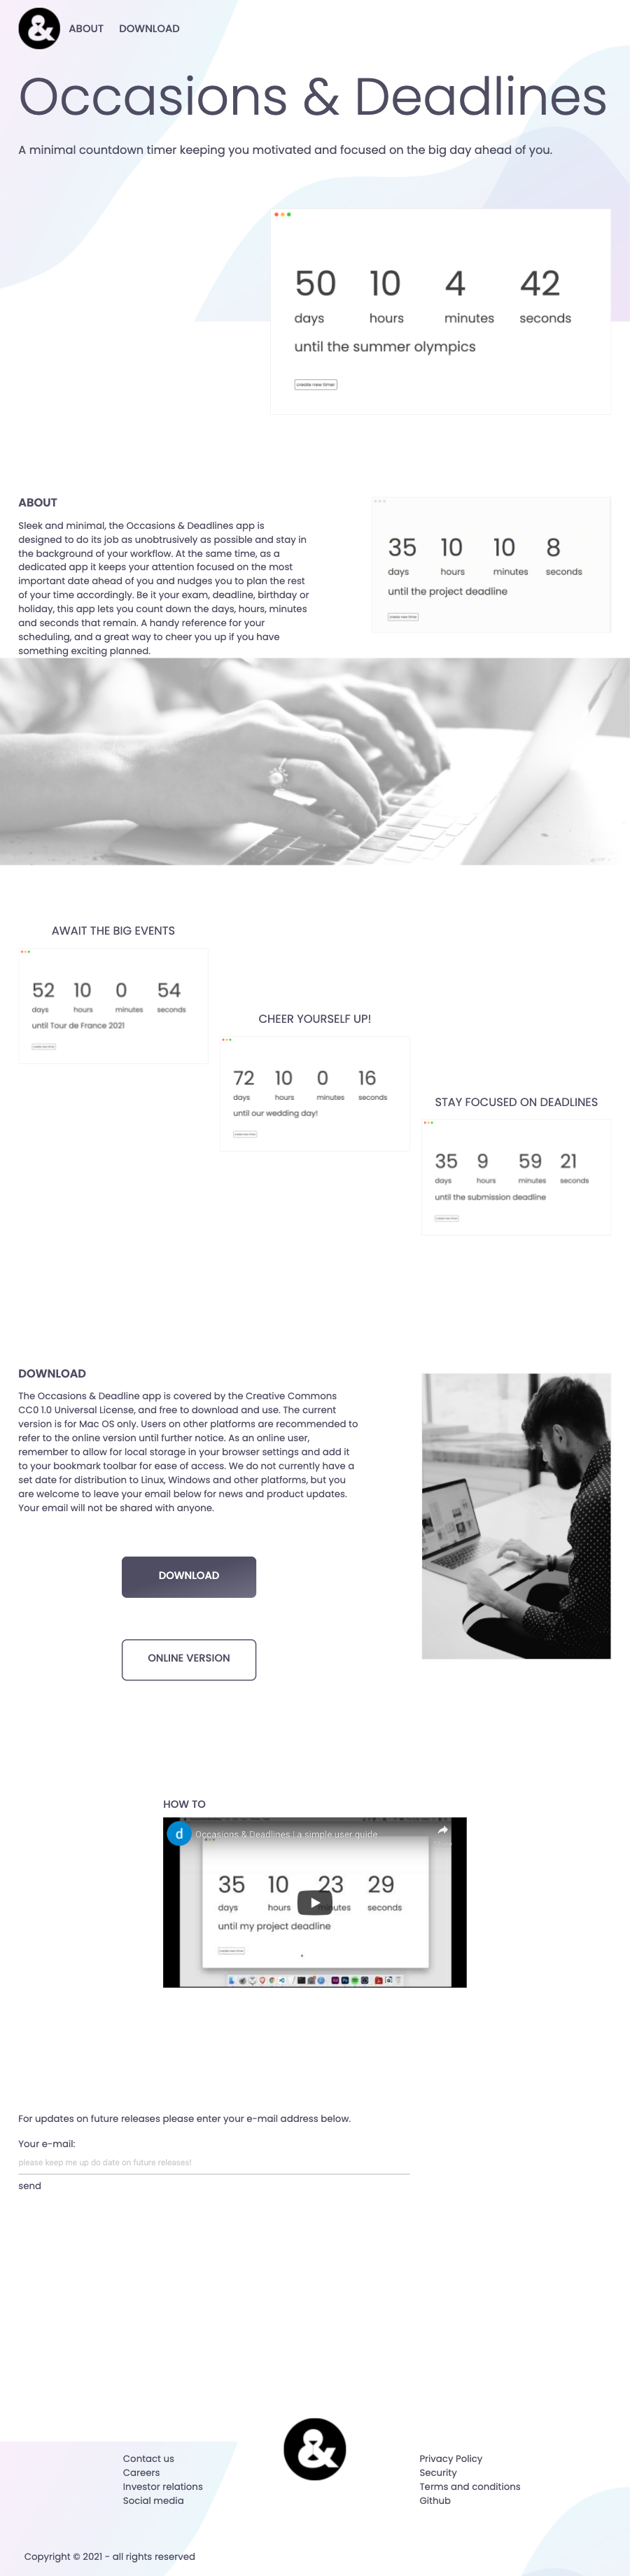 &
ABOUT DOWNLOAD
Occasions & Deadlines
A minimal countdown timer keeping you motivated and focused on the big day ahead of you.
50 10 4 42
days hours minutes seconds
until the summer olympics
create new timer
ABOUT
Sleek and minimal, the Occasions & Deadlines app is
designed to do its job as unobtrusively as possible and stay in
the background of your workflow. At the same time, as a
dedicated app it keeps your attention focused on the most
important date ahead of you and nudges you to plan the rest
of your time accordingly. Be it your exam, deadline, birthday or
holiday, this app lets you count down the days, hours, minutes
and seconds that remain. A handy reference for your
scheduling, and a great way to cheer you up if you have
something exciting planned.
35 10 10 8
days hours minutes seconds
until the project deadline
create new timer
AWAIT THE BIG EVENTS
52 10 0 54
days hours minutes seconds
until Tour de France 2021
create new timer
CHEER YOURSELF UP!
72 10 0 16
days hours minutes seconds
until our wedding day!
create new timer
STAY FOCUSED ON DEADLINES
35 9 59 21
days hours minutes seconds
until the submission deadline
create new timer
DOWNLOAD
The Occasions & Deadline app is covered by the Creative Commons
CC0 1.0 Universal License, and free to download and use. The current
version is for Mac OS only. Users on other platforms are recommended to
refer to the online version until further notice. As an online user,
remember to allow for local storage in your browser settings and add it
to your bookmark toolbar for ease of access. We do not currently have a
set date for distribution to Linux, Windows and other platforms, but you
are welcome to leave your email below for news and product updates.
Your email will not be shared with anyone.
DOWNLOAD
ONLINE VERSION
HOW TO
d Occasions & Deadlines | a simple user guide
35 10 23 29
days hours minutes seconds
until my project deadline
create new timer
For updates on future releases please enter your e-mail address below.
Your e-mail:
please keep me up do date on future releases!
send
&
Contact us
Careers
Investor relations
Social media
Privacy Policy
Security
Terms and conditions
Github
Copyright © 2021 - all rights reserved